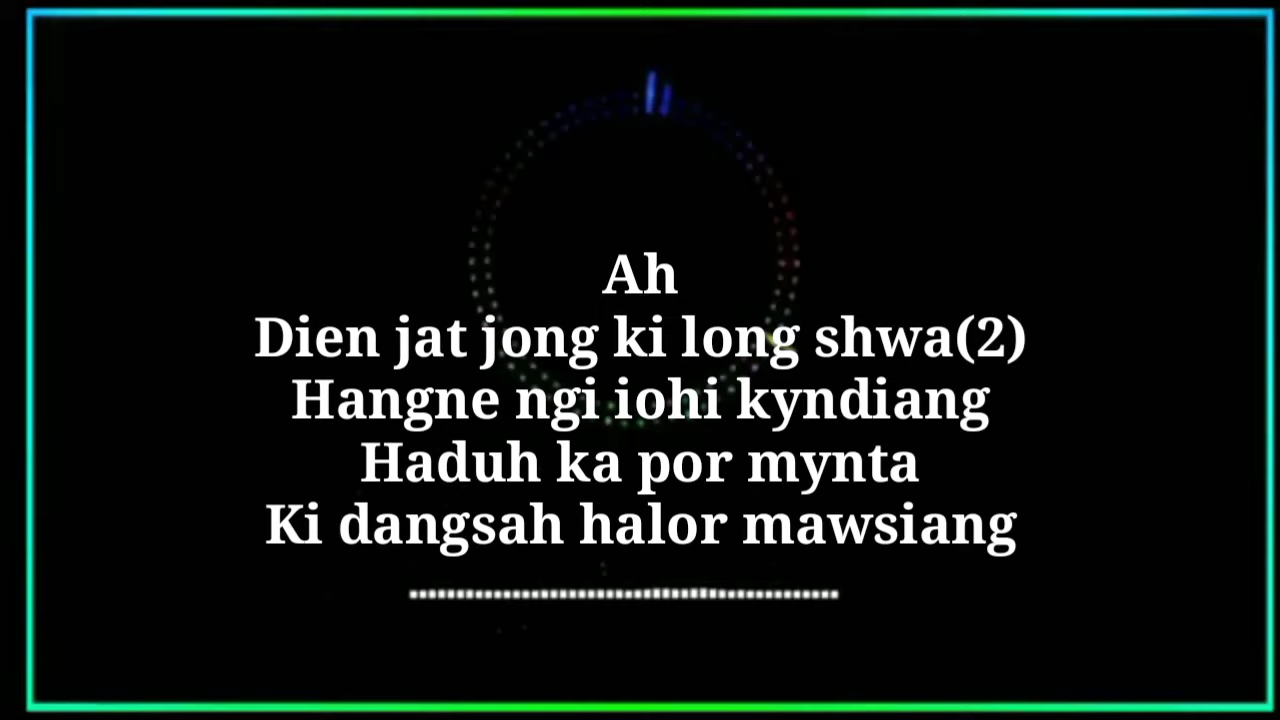 Ah
Dien jat jong ki long shwa(2)
Hangne ngi iohi kyndiang
Haduh ka por mynta
Ki dangsah halor mawsiang